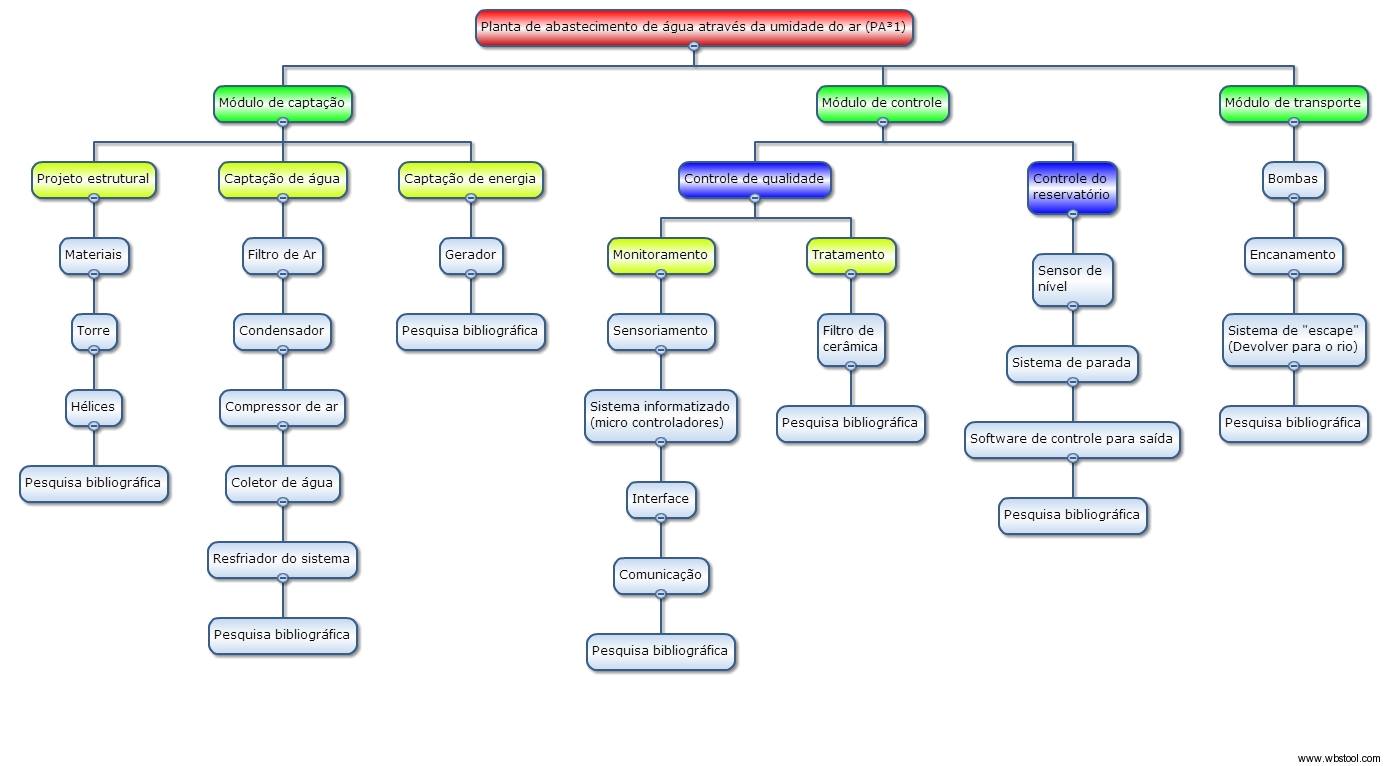 Planta de abastecimento de água através da umidade do ar (PA³1)
Módulo de captação
Módulo de controle
Módulo de transporte
Projeto estrutural
Materiais
Torre
Hélices
Pesquisa bibliográfica
Captação de água
Filtro de Ar
Condensador
Compressor de ar
Coletor de água
Resfriador do sistema
Pesquisa bibliográfica
Captação de energia
Gerador
Pesquisa bibliográfica
Controle de qualidade
Monitoramento
Sensoriamento
Sistema informatizado
(micro controladores)
Interface
Comunicação
Pesquisa bibliográfica
Tratamento
Filtro de
cerâmica
Pesquisa bibliográfica
Controle do
reservatório
Sensor de
nível
Sistema de parada
Software de controle para saída
Pesquisa bibliográfica
Bombas
Encanamento
Sistema de "escape"
(Devolver para o rio)
Pesquisa bibliográfica
www.wbstool.com